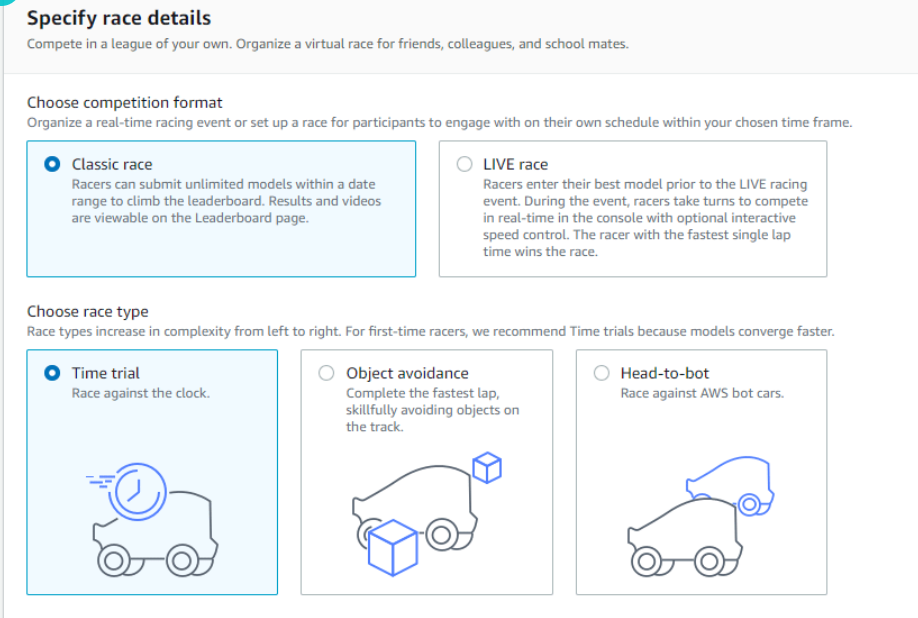 Specify race details
Compete in a league of your own. Organize a virtual race for friends, colleagues, and school mates.
Choose competition format
Organize a real-time racing event or set up a race for participants to engage with on their own schedule within your chosen time frame.
Classic race
Racers can submit unlimited models within a date
range to climb the leaderboard. Results and videos
are viewable on the Leaderboard page.
LIVE race
Racers enter their best model prior to the LIVE racing
event. During the event, racers take turns to compete
in real-time in the console with optional interactive
speed control. The racer with the fastest single lap
time wins the race.
Choose race type
Race types increase in complexity from left to right. For first-time racers, we recommend Time trials because models converge faster.
Time trial
Race against the clock.
Object avoidance
Complete the fastest lap,
skillfully avoiding objects on
the track.
Head-to-bot
Race against AWS bot cars.